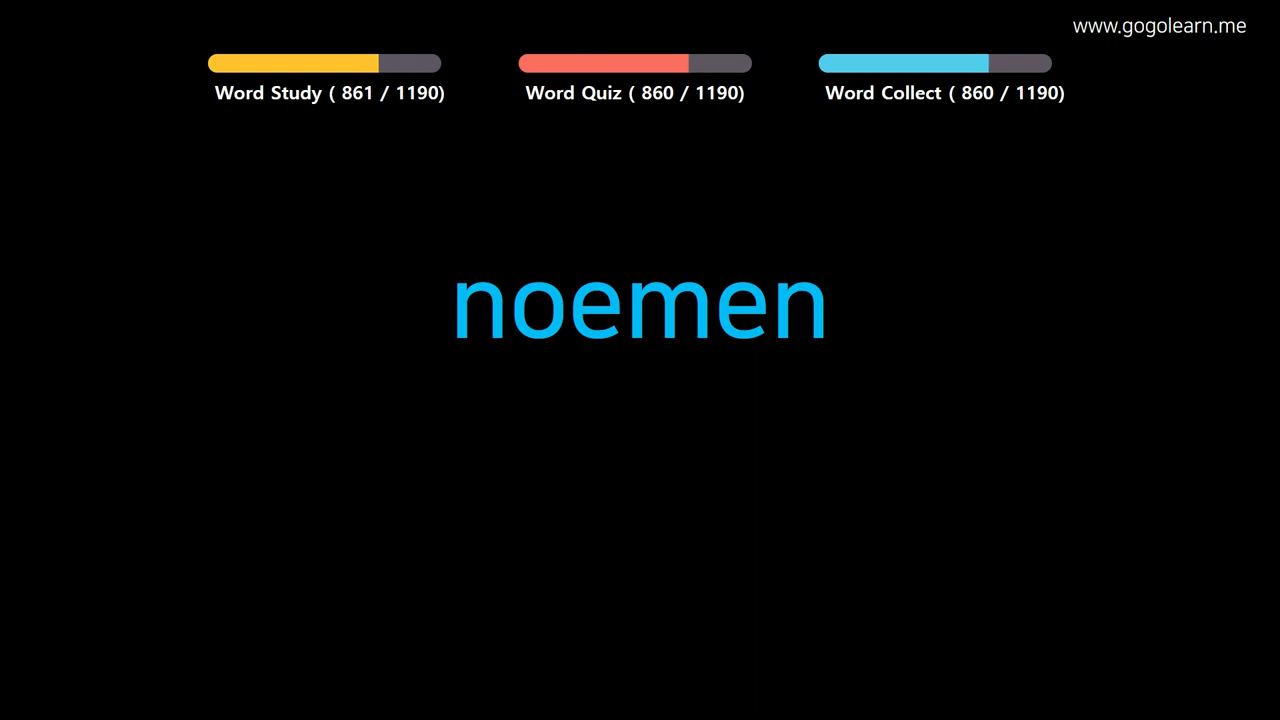 www.gogolearn.me
Word Study ( 861 / 1190)
Word Quiz ( 860 / 1190)
Word Collect ( 860 / 1190)
noemen